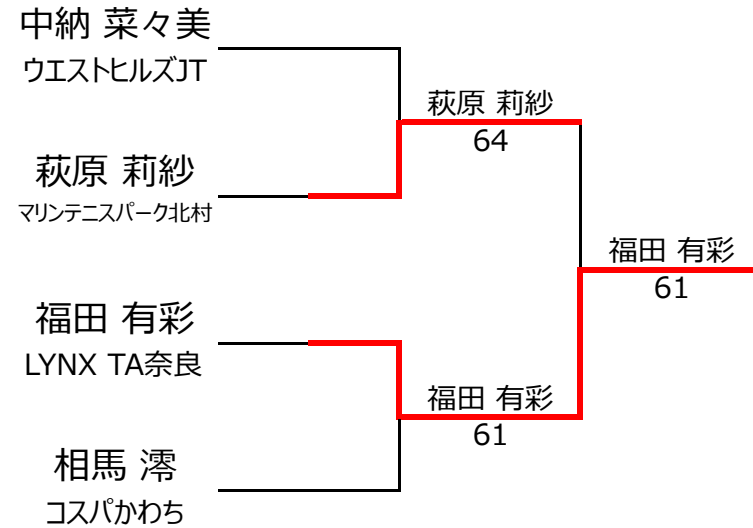 中納 菜々美
ウエストヒルズJT
萩原 莉紗
マリンテニスパーク北村
福田 有彩
LYNX TA奈良
相馬 澪
コスパかわち
萩原 莉紗
64
福田 有彩
61
福田 有彩
61